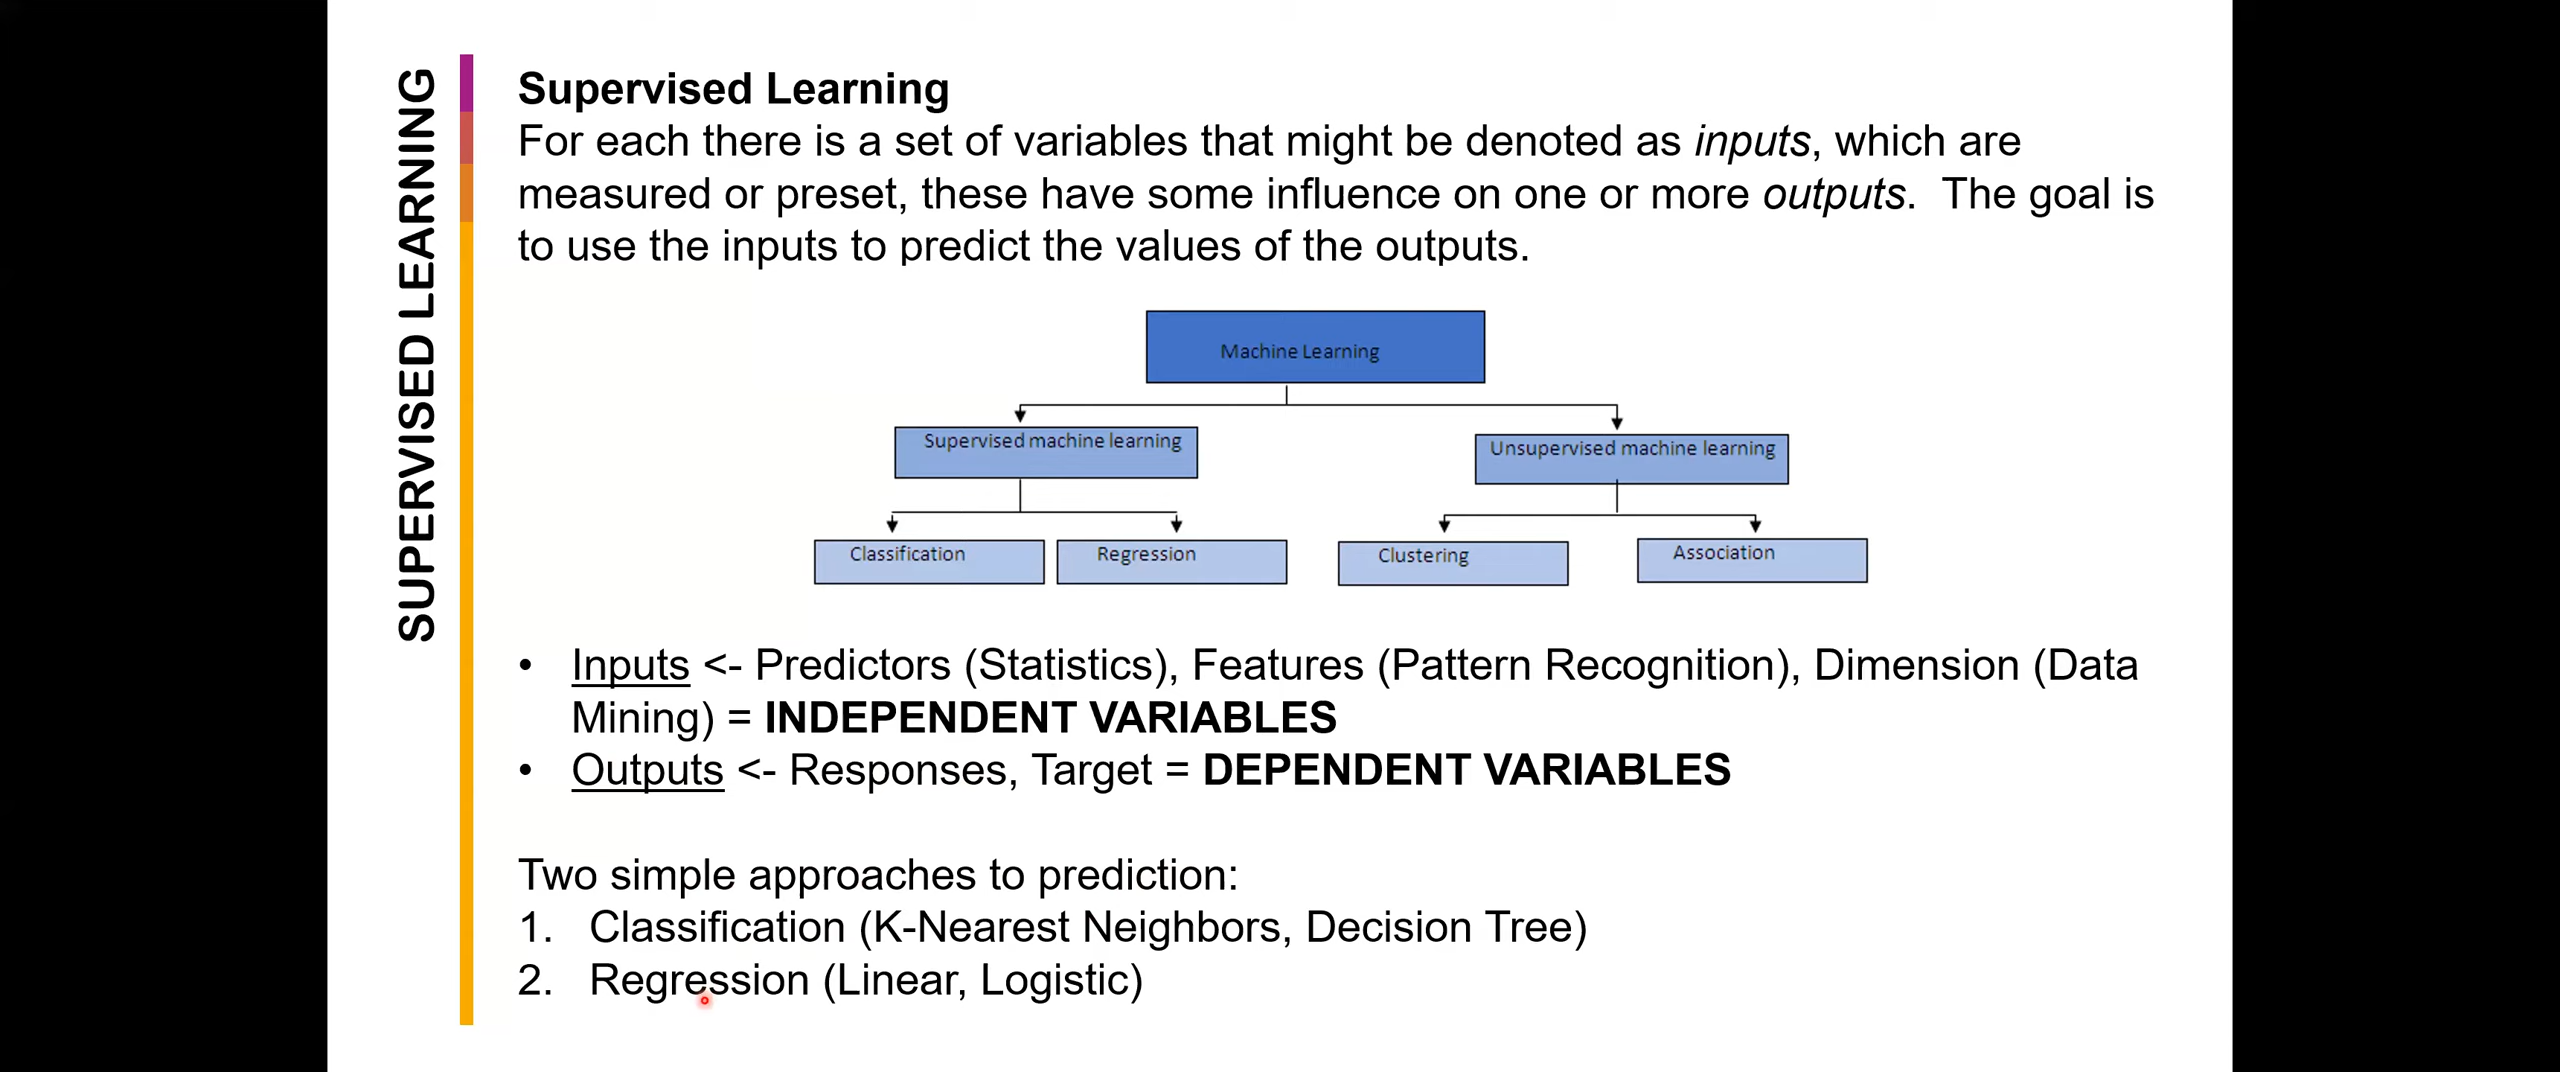 SUPERVISED LEARNING
Supervised Learning
For each there is a set of variables that might be denoted as inputs, which are
measured or preset, these have some influence on one or more outputs.  The goal is
to use the inputs to predict the values of the outputs.
Machine Learning
Supervised machine learning
Unsupervised machine learning
Classification
Regression
Clustering
Association
• Inputs <- Predictors (Statistics), Features (Pattern Recognition), Dimension (Data
Mining) = INDEPENDENT VARIABLES
• Outputs <- Responses, Target = DEPENDENT VARIABLES
Two simple approaches to prediction:
1. Classification (K-Nearest Neighbors, Decision Tree)
2. Regression (Linear, Logistic)